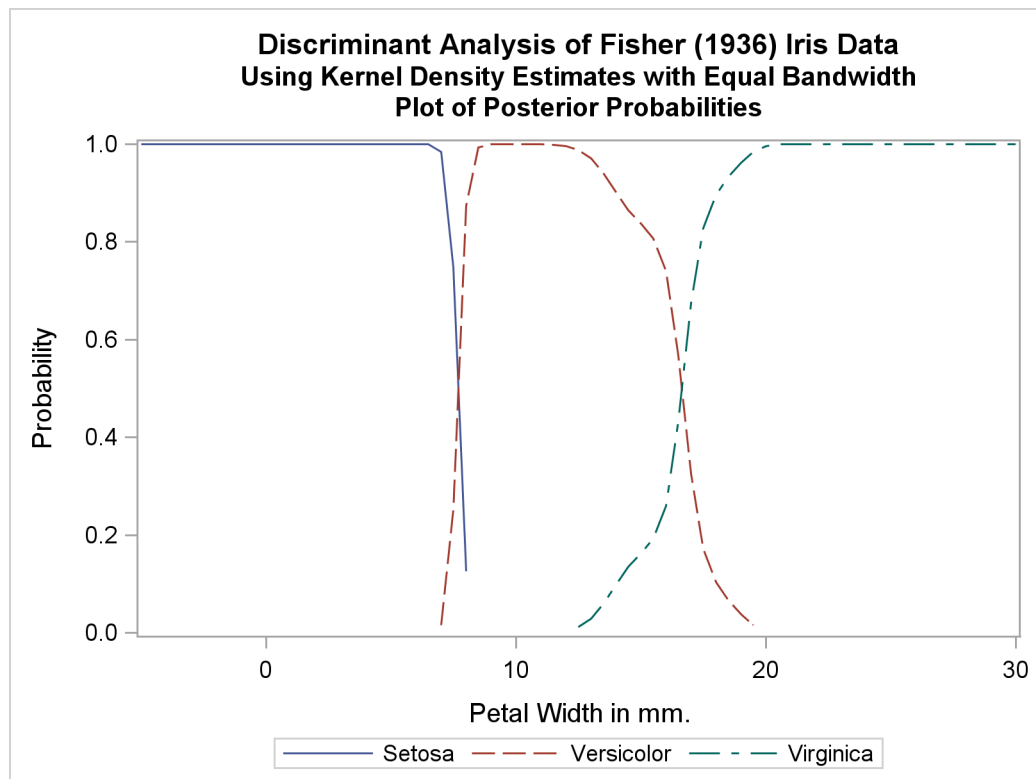 Discriminant Analysis of Fisher (1936) Iris Data
Using Kernel Density Estimates with Equal Bandwidth
Plot of Posterior Probabilities
1.0
0.8
0.6
0.4
0.2
0.0
Probability
0 10 20 30
Petal Width in mm.
Setosa Versicolor Virginica